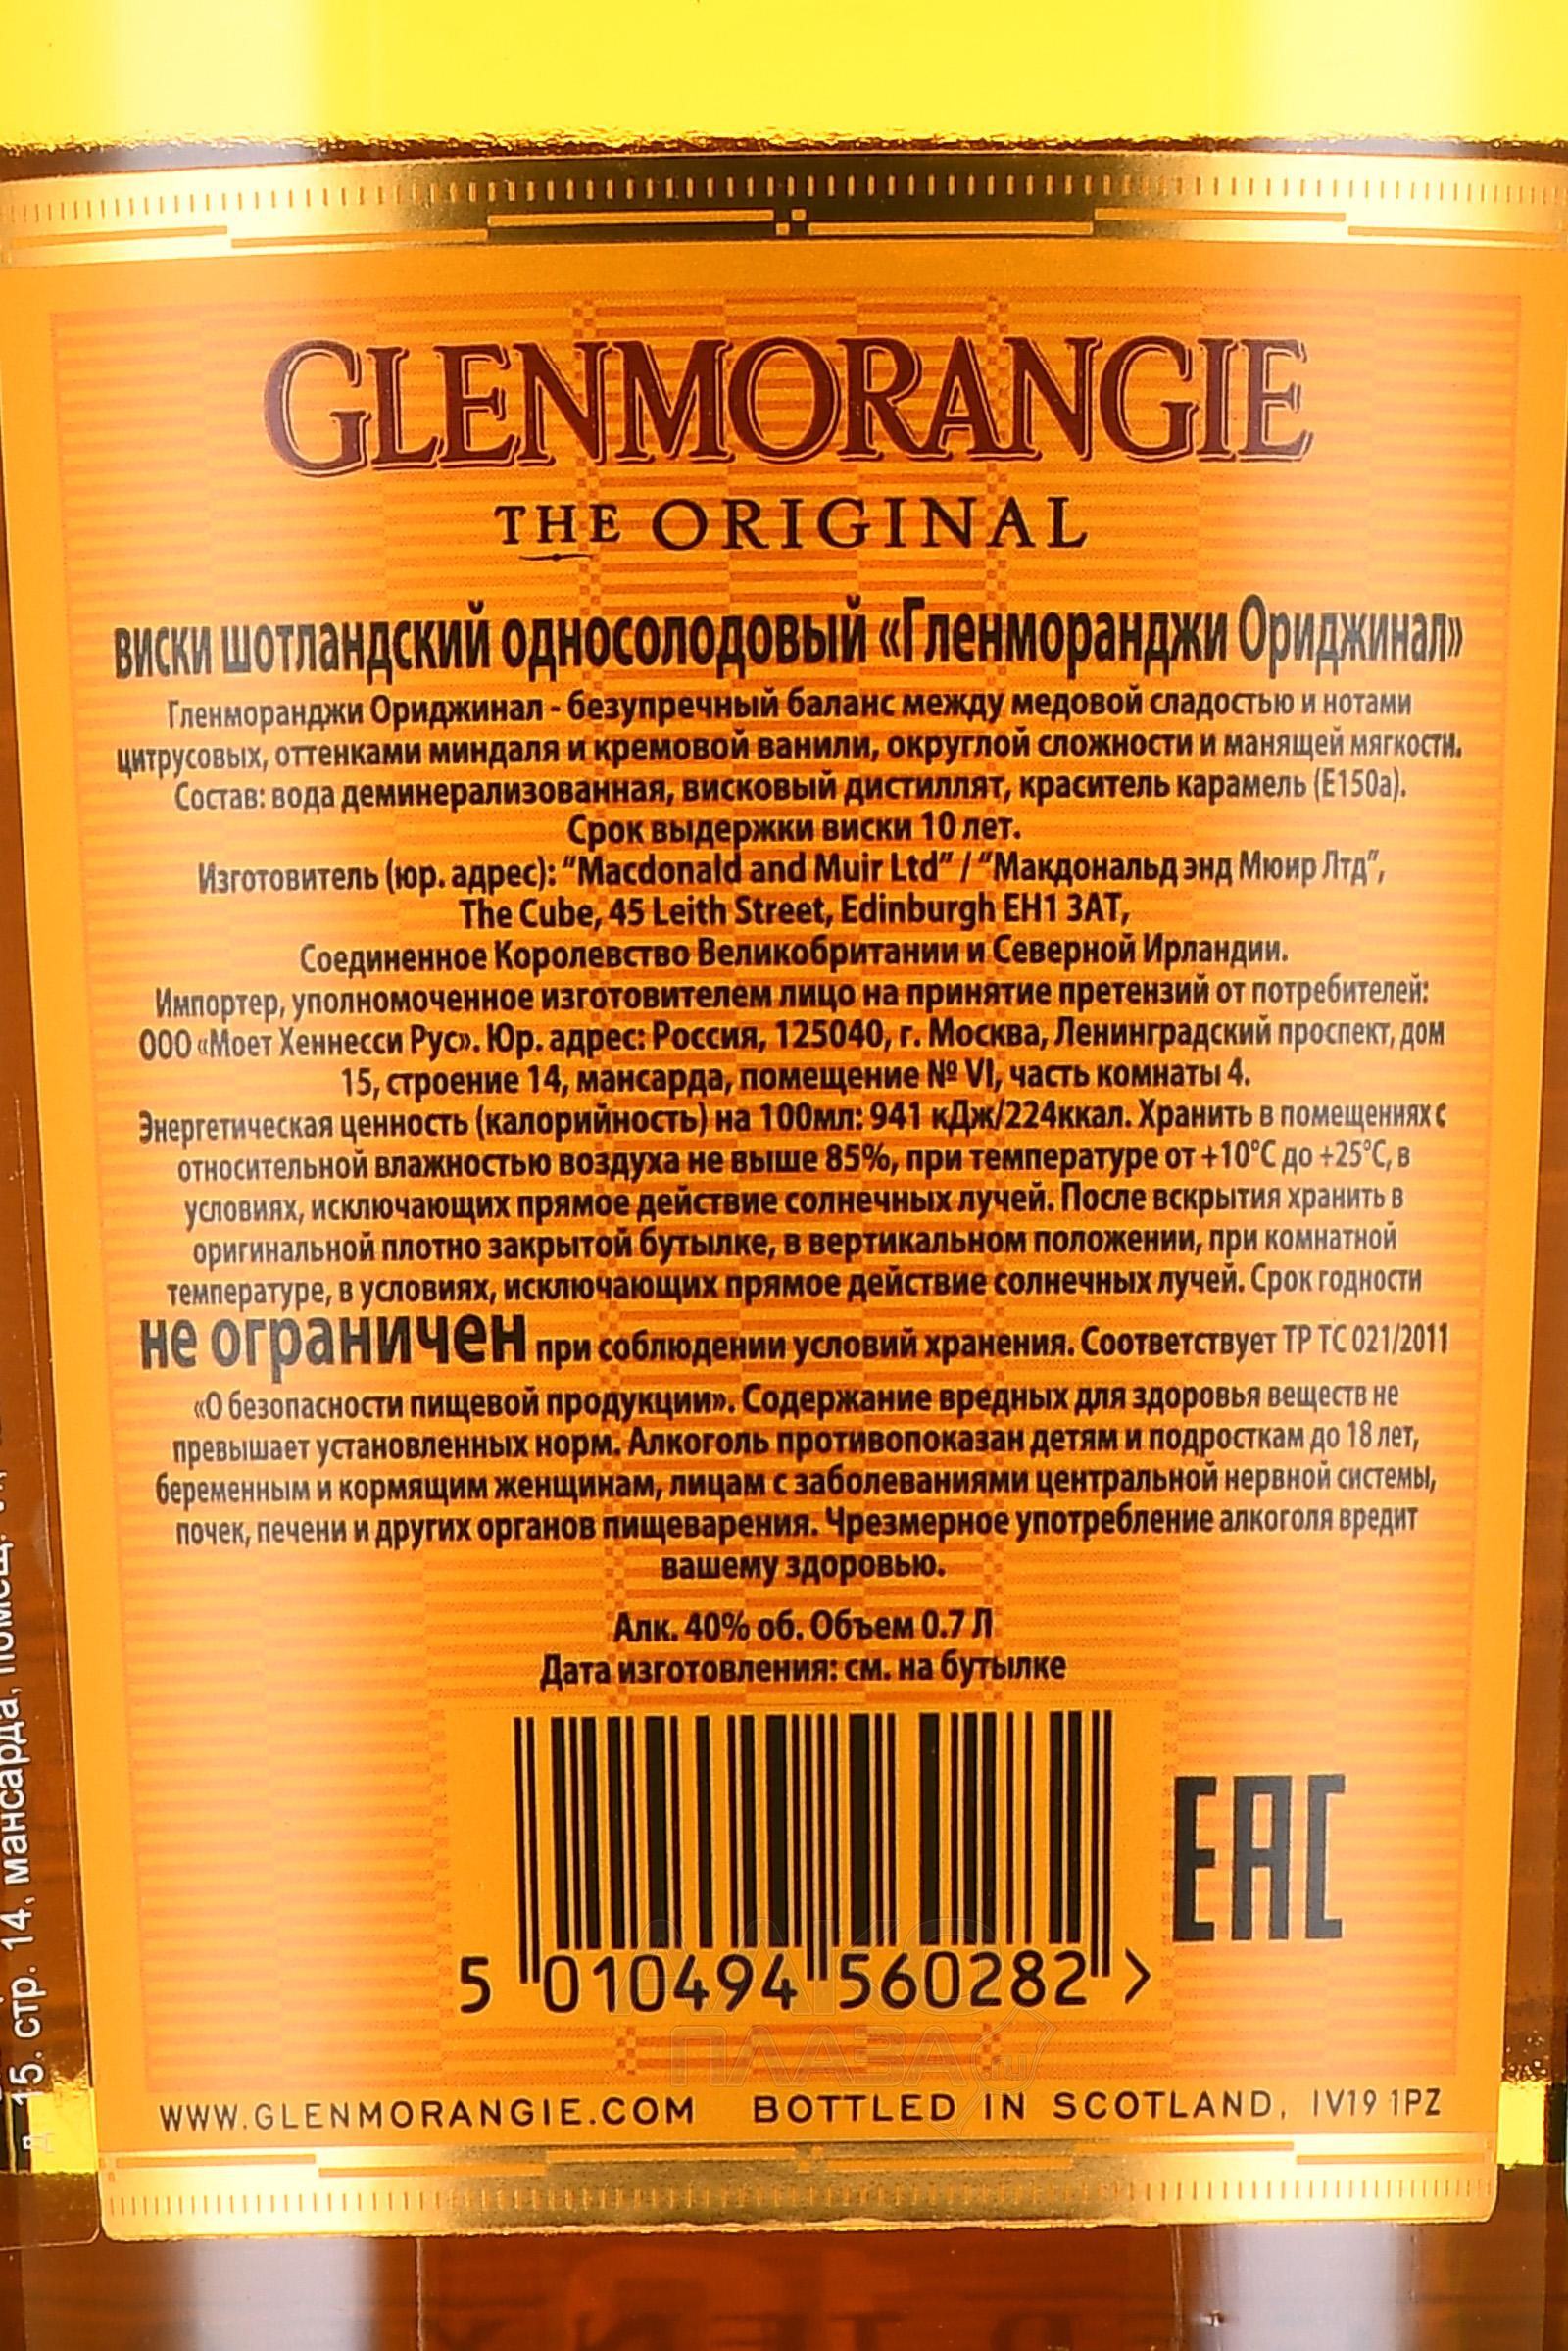 GLENMORANGIE
THE ORIGINAL
виски шотландский односолодовый «Гленморанджи Ориджинал»
Гленморанджи Ориджинал - безупречный баланс между медовой сладостью и нотами
цитрусовых, оттенками миндаля и кремовой ванили, округлой сложности и манящей мягкости.
Состав: вода деминерализованная, висковый дистиллят, краситель карамель (Е150а).
Срок выдержки виски 10 лет.
Изготовитель (юр. адрес): “Macdonald and Muir Ltd” / “Макдональд энд Мюир Лтд”,
The Cube, 45 Leith Street, Edinburgh EH1 3AT,
Соединенное Королевство Великобритании и Северной Ирландии.
Импортер, уполномоченное изготовителем лицо на принятие претензий от потребителей:
ООО «Моет Хеннесси Рус». Юр. адрес: Россия, 125040, г. Москва, Ленинградский проспект, дом
15, строение 14, мансарда, помещение № VI, часть комнаты 4.
Энергетическая ценность (калорийность) на 100мл: 941 кДж/224ккал. Хранить в помещениях с
относительной влажностью воздуха не выше 85%, при температуре от +10°C до +25°C, в
условиях, исключающих прямое действие солнечных лучей. После вскрытия хранить в
оригинальной плотно закрытой бутылке, в вертикальном положении, при комнатной
температуре, в условиях, исключающих прямое действие солнечных лучей. Срок годности
не ограничен при соблюдении условий хранения. Соответствует ТР ТС 021/2011
«О безопасности пищевой продукции». Содержание вредных для здоровья веществ не
превышает установленных норм. Алкоголь противопоказан детям и подросткам до 18 лет,
беременным и кормящим женщинам, лицам с заболеваниями центральной нервной системы,
почек, печени и других органов пищеварения. Чрезмерное употребление алкоголя вредит
вашему здоровью.
Алк. 40% об. Объем 0.7 Л
Дата изготовления: см. на бутылке
EAC
5 010494 560282 >
АЛКО
ПЛАЗА.ru
WWW.GLENMORANGIE.COM BOTTLED IN SCOTLAND, IV19 1PZ
д 15. стр. 14, мансарда, помещ.